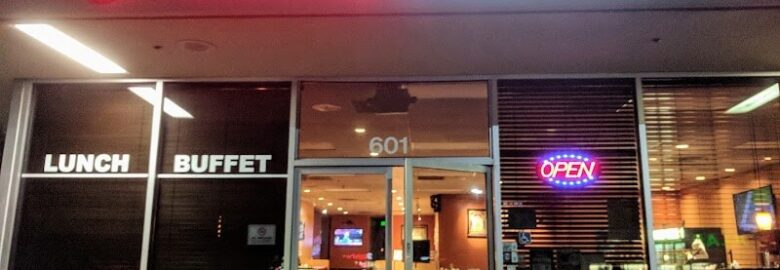 601
LUNCH BUFFET
OPEN